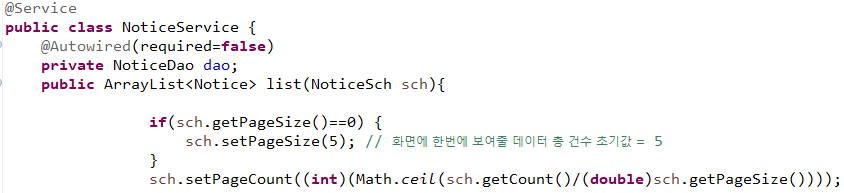 @Service
public class NoticeService {
@Autowired(required=false)
private NoticeDao dao;
public ArrayList<Notice> list(NoticeSch sch){
if(sch.getPageSize()==0) {
sch.setPageSize(5); // 화면에 한번에 보여줄 데이터 총 건수 초기값 = 5
}
sch.setPageCount((int)(Math.ceil(sch.getCount()/(double)sch.getPageSize())));